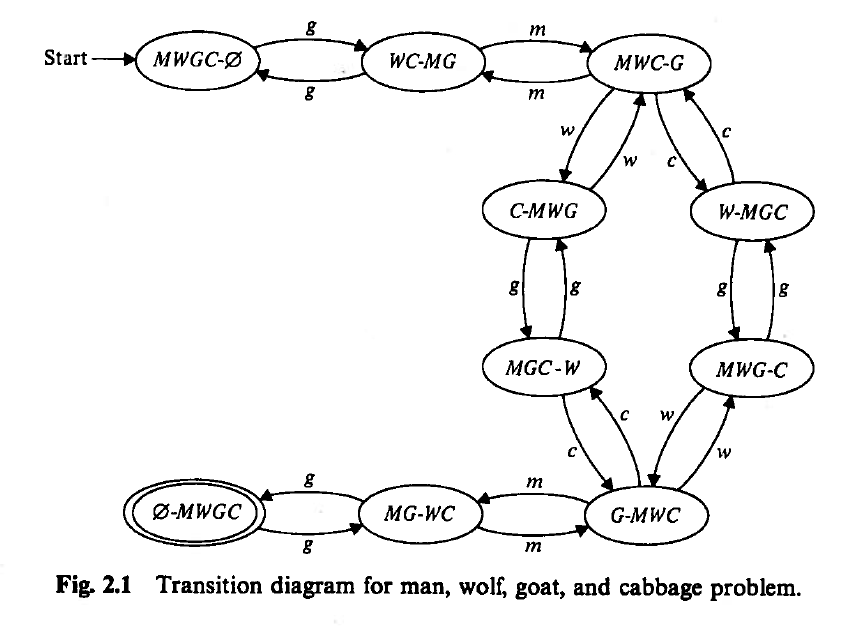 g m
Start MWGC-Ø WC-MG MWC-G
g m
w c
w c
C-MWG W-MGC
g g g g
MGC-W MWG-C
c w
c w
g m
Ø-MWGC MG-WC G-MWC
g m
Fig. 2.1 Transition diagram for man, wolf, goat, and cabbage problem.